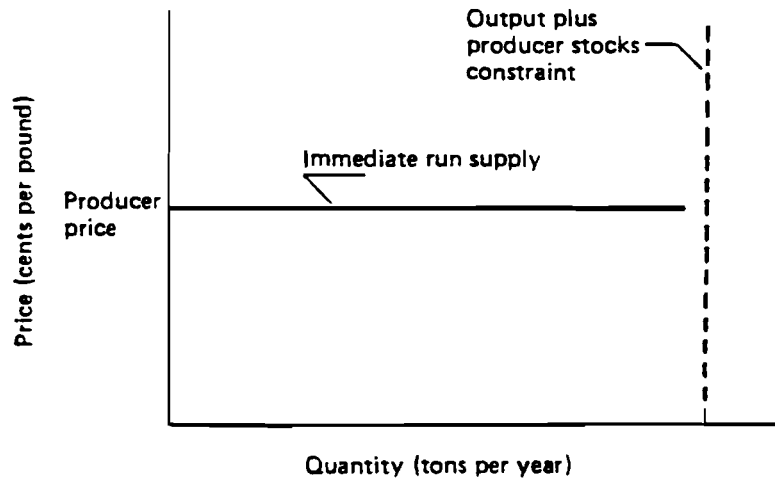 Output plus
producer stocks
constraint
Price (cents per pound)
Immediate run supply
Producer
price
Quantity (tons per year)